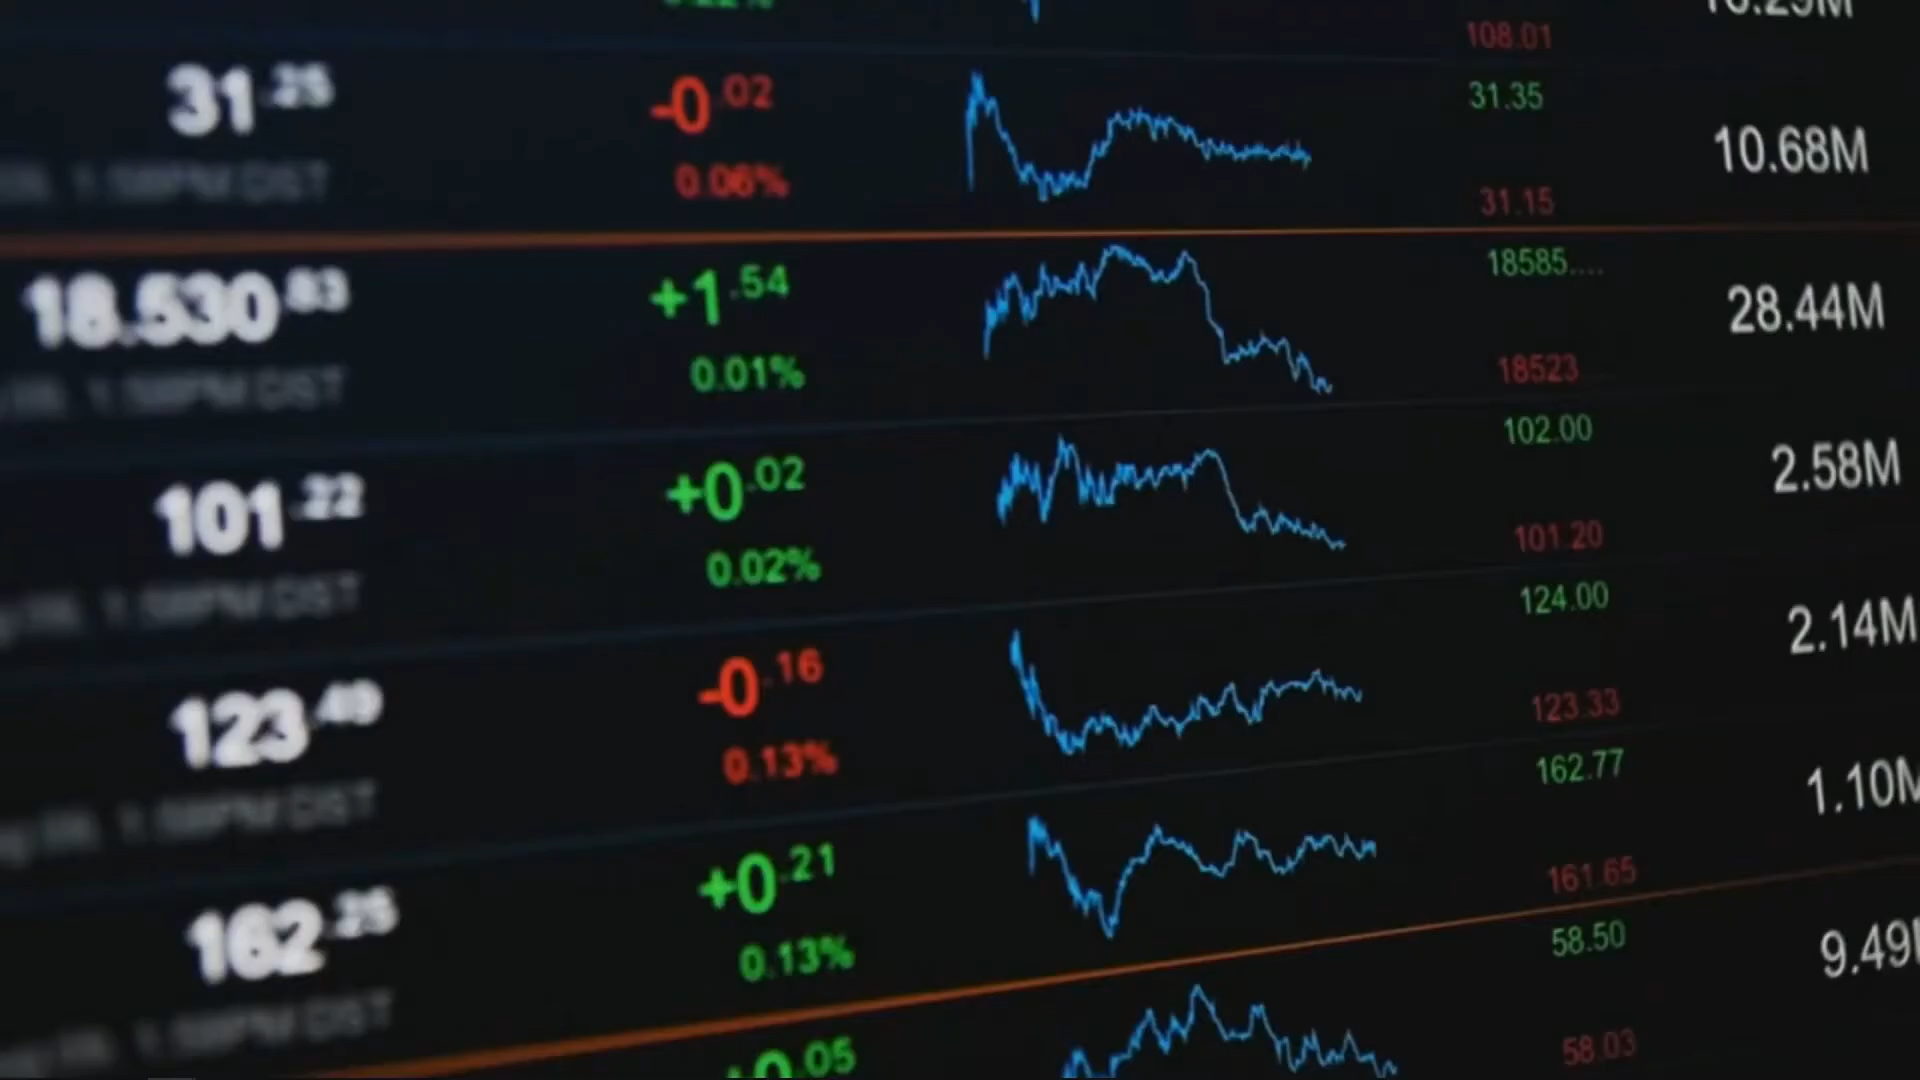 108.01
31.25 -0.02 31.35
0.06% 31.15 10.68M
18.530.83 +1.54 18585....
0.01% 18523 28.44M
101.22 +0.02 102.00
0.02% 101.20 2.58M
123.49 -0.16 124.00
0.13% 123.33 2.14M
162.25 +0.21 162.77
0.13% 161.65 1.10M
58.50 9.49
+0.05 58.03